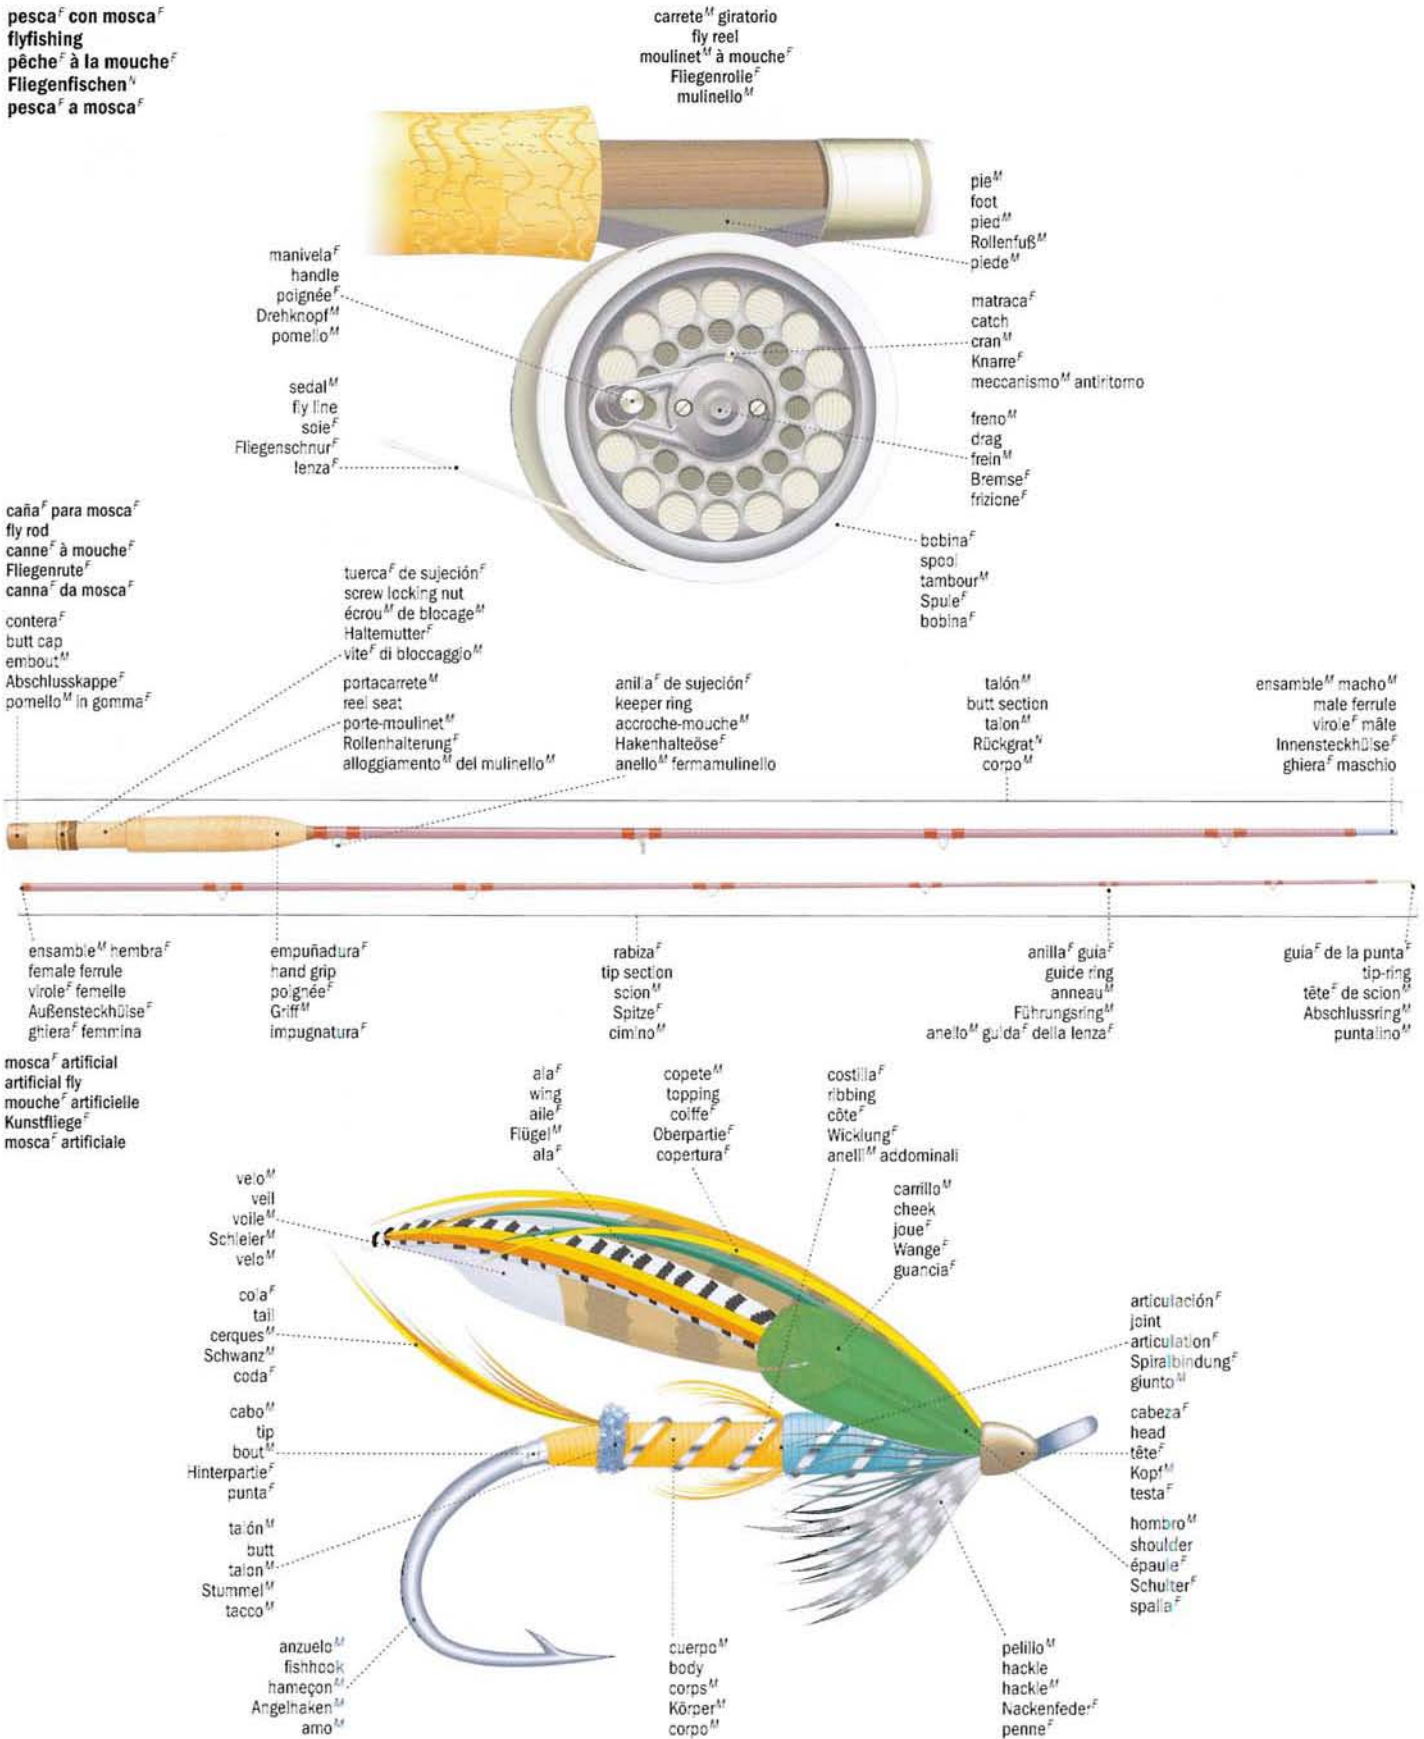 pesca^F con mosca^F
flyfishing
pêche^F à la mouche^F
Fliegenfischen^N
pesca^F a mosca^F
carrete^M giratorio
fly reel
moulinet^M à mouche^F
Fliegenrolle^F
mulinello^M
pie^M
foot
pied^M
Rollenfuß^M
piede^M
manivela^F
handle
poignée^F
Drehknopf^M
pomello^M
matraca^F
catch
cran^M
Knarre^F
meccanismo^M antiritorno
sedal^M
fly line
soie^F
Fliegenschnur^F
lenza^F
freno^M
drag
frein^M
Bremse^F
frizione^F
bobina^F
spool
tambour^M
Spule^F
bobina^F
caña^F para mosca^F
fly rod
canne^F à mouche^F
Fliegenrute^F
canna^F da mosca^F
contera^F
butt cap
embout^M
Abschlusskappe^F
pomello^M in gomma^F
tuerca^F de sujeción^F
screw locking nut
écrou^M de blocage^M
Haltemutter^F
vite^F di bloccaggio^M
portacarrete^M
reel seat
porte-moulinet^M
Rollenhalterung^F
alloggiamento^M del mulinello^M
anilla^F de sujeción^F
keeper ring
accroche-mouche^M
Hakenhalteöse^F
anello^M fermamulinello
talón^M
butt section
talon^M
Rückgrat^N
corpo^M
ensamble^M macho^M
male ferrule
virole^F mâle
Innensteckhülse^F
ghiera^F maschio
ensamble^M hembra^F
female ferrule
virole^F femelle
Außensteckhülse^F
ghiera^F femmina
empuñadura^F
hand grip
poignée^F
Griff^M
impugnatura^F
rabiza^F
tip section
scion^M
Spitze^F
cimino^M
anilla^F guía^F
guide ring
anneau^M
Führungsring^M
anello^M guida^F della lenza^F
guía^F de la punta^F
tip-ring
tête^F de scion^M
Abschlussring^M
puntalino^M
mosca^F artificial
artificial fly
mouche^F artificielle
Kunstfliege^F
mosca^F artificiale
ala^F
wing
aile^F
Flügel^M
ala^F
copete^M
topping
coiffe^F
Oberpartie^F
copertura^F
costilla^F
ribbing
côte^F
Wicklung^F
anelli^M addominali
velo^M
veil
voile^M
Schleier^M
velo^M
carrillo^M
cheek
joue^F
Wange^F
guancia^F
cola^F
tail
cerques^M
Schwanz^M
coda^F
articulación^F
joint
articulation^F
Spiralbindung^F
giunto^M
cabo^M
tip
bout^M
Hinterpartie^F
punta^F
cabeza^F
head
tête^F
Kopf^M
testa^F
talón^M
butt
talon^M
Stummel^M
tacco^M
hombro^M
shoulder
épaule^F
Schulter^F
spalla^F
anzuelo^M
fishhook
hameçon^M
Angelhaken^M
amo^M
cuerpo^M
body
corps^M
Körper^M
corpo^M
pelillo^M
hackle
hackle^M
Nackenfeder^F
penne^F